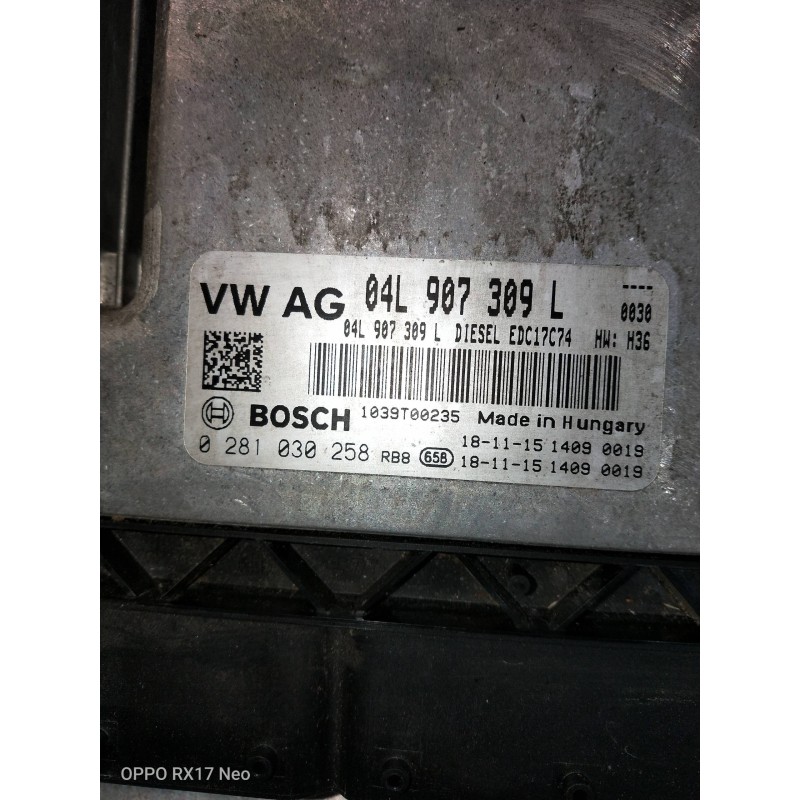 VW AG 04L 907 309 L ----
0030
04L 907 309 L DIESEL EDC17C74 HW: H36
BOSCH 1039T00235 Made in Hungary
0 281 030 258 RB8 658 18-11-15 1409 0019
18-11-15 1409 0019
OPPO RX17 Neo